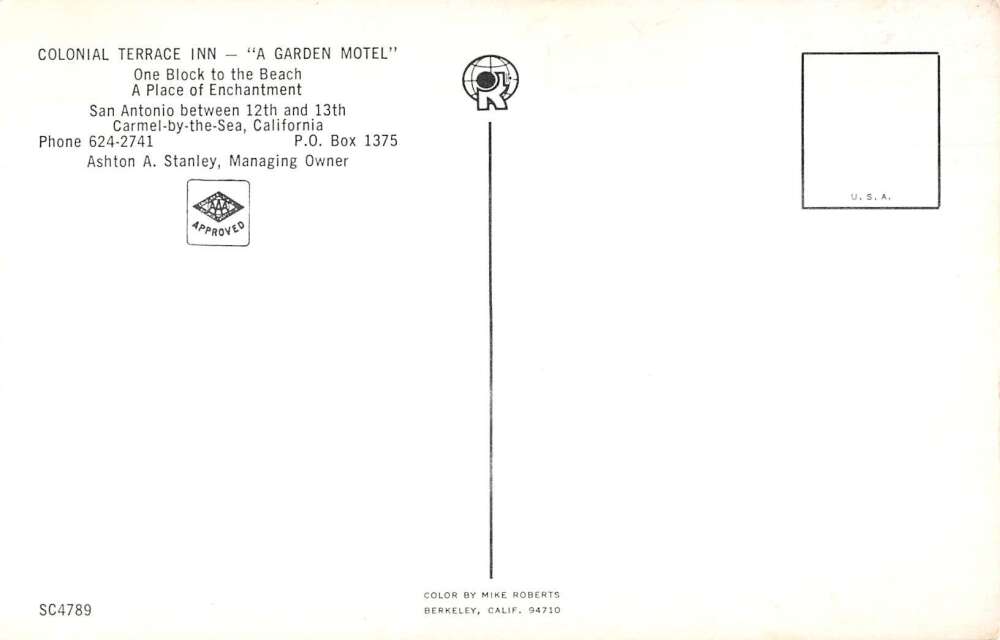 COLONIAL TERRACE INN — "A GARDEN MOTEL"
One Block to the Beach
A Place of Enchantment
San Antonio between 12th and 13th
Carmel-by-the-Sea, California
Phone 624-2741 P.O. Box 1375
Ashton A. Stanley, Managing Owner
AAA
APPROVED
R
U. S. A.
SC4789
COLOR BY MIKE ROBERTS
BERKELEY, CALIF. 94710